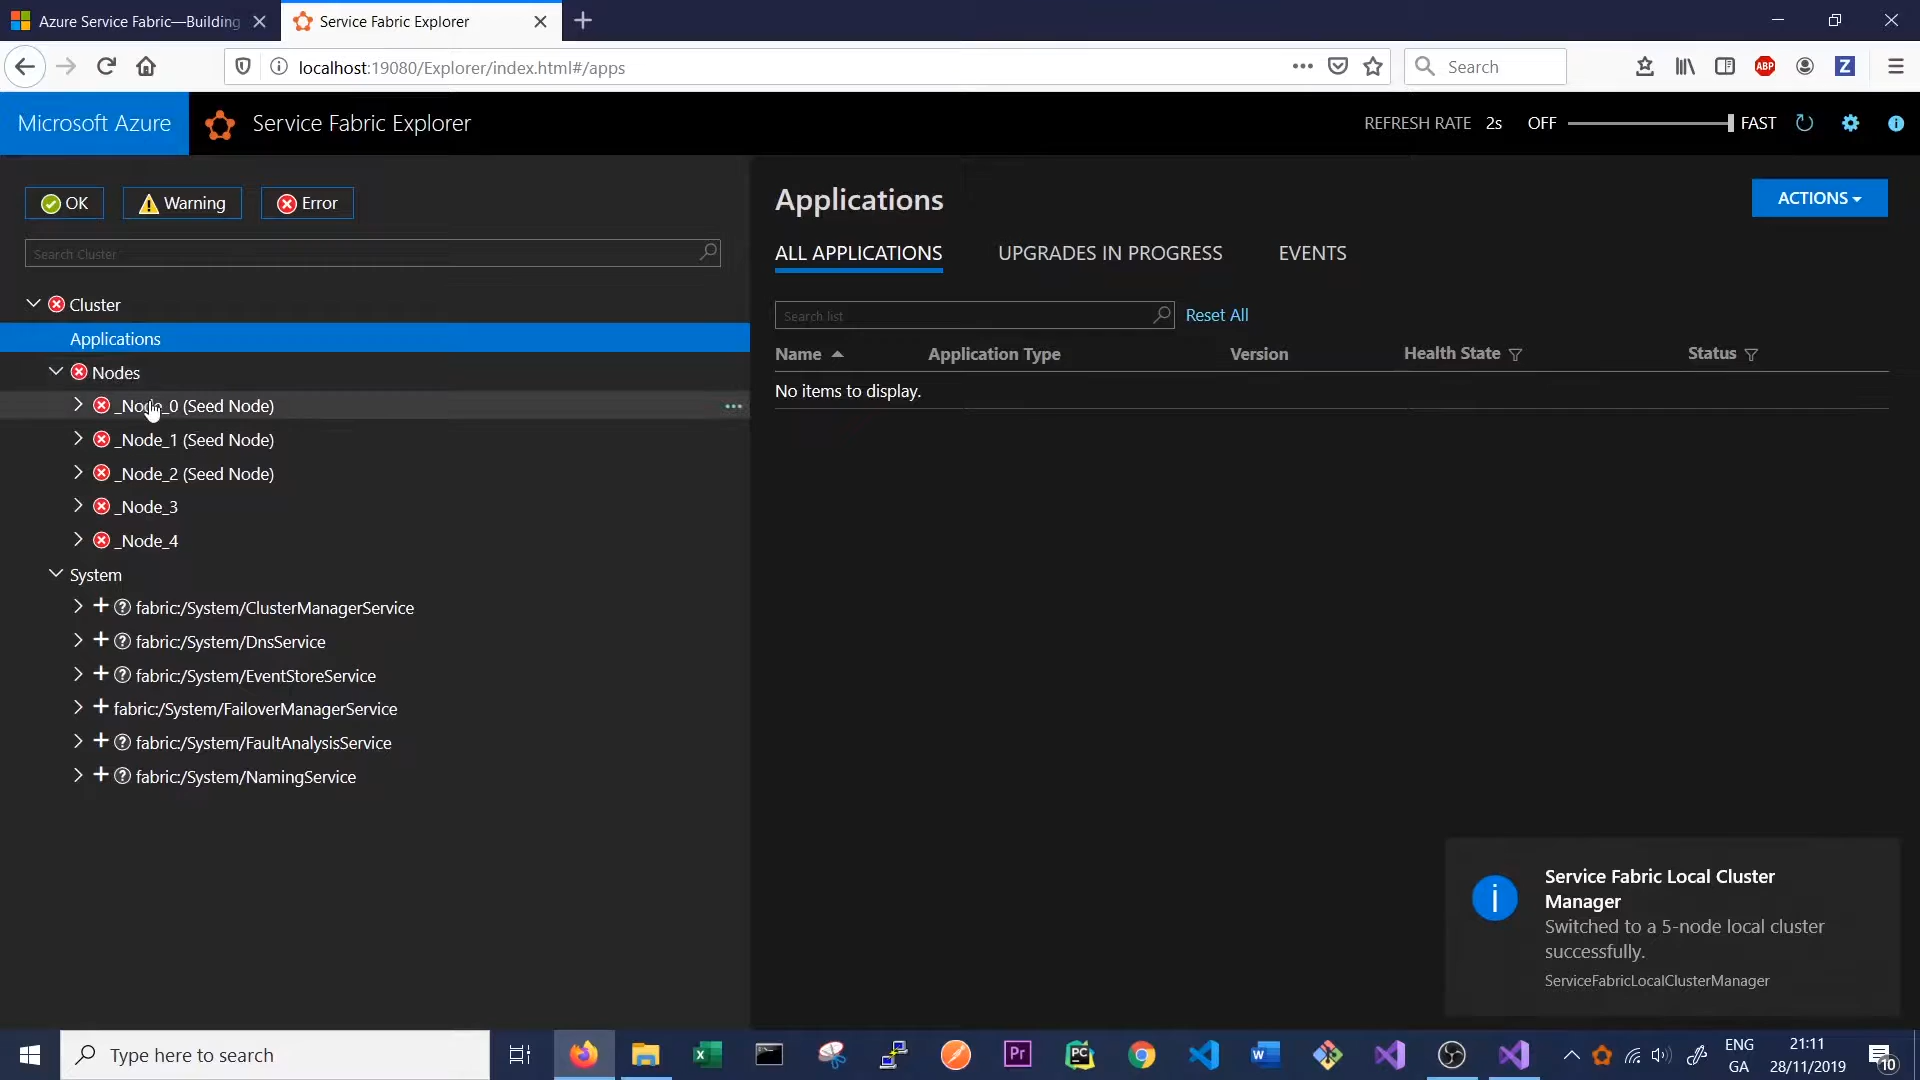 Azure Service Fabric—Building
Service Fabric Explorer
localhost:19080/Explorer/index.html#/apps
Search
ABP
Z
Microsoft Azure
Service Fabric Explorer
REFRESH RATE 2s OFF FAST
OK
Warning
Error
Search Cluster
Cluster
Applications
Nodes
_Node_0 (Seed Node)
_Node_1 (Seed Node)
_Node_2 (Seed Node)
_Node_3
_Node_4
System
fabric:/System/ClusterManagerService
fabric:/System/DnsService
fabric:/System/EventStoreService
fabric:/System/FailoverManagerService
fabric:/System/FaultAnalysisService
fabric:/System/NamingService
Applications
ACTIONS
ALL APPLICATIONS UPGRADES IN PROGRESS EVENTS
Search list
Reset All
Name Application Type Version Health State Status
No items to display.
Service Fabric Local Cluster
Manager
Switched to a 5-node local cluster
successfully.
ServiceFabricLocalClusterManager
Type here to search
Pr
PC
ENG
GA
21:11
28/11/2019
10